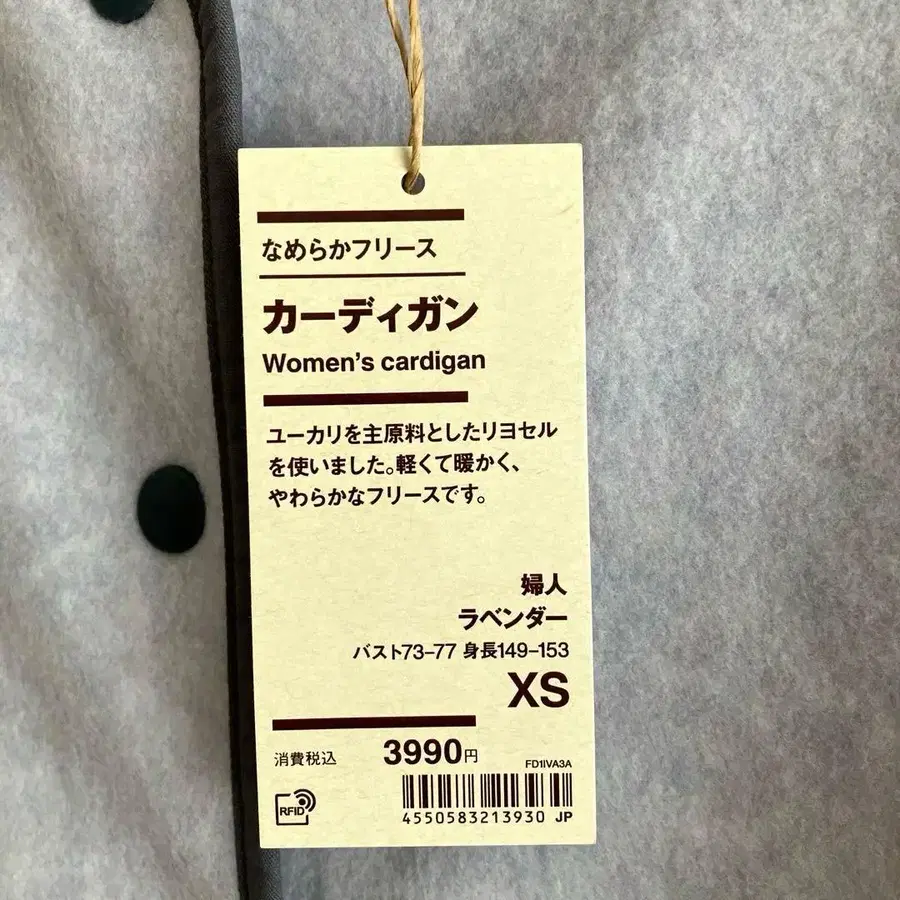 なめらかフリース
カーディガン
Women's cardigan
ユーカリを主原料としたリヨセル
を使いました。軽くて暖かく、
やわらかなフリースです。
婦人
ラベンダー
バスト73–77 身長149–153
XS
消費税込 3990円
FD1IVA3A
RFID
4550583213930 JP